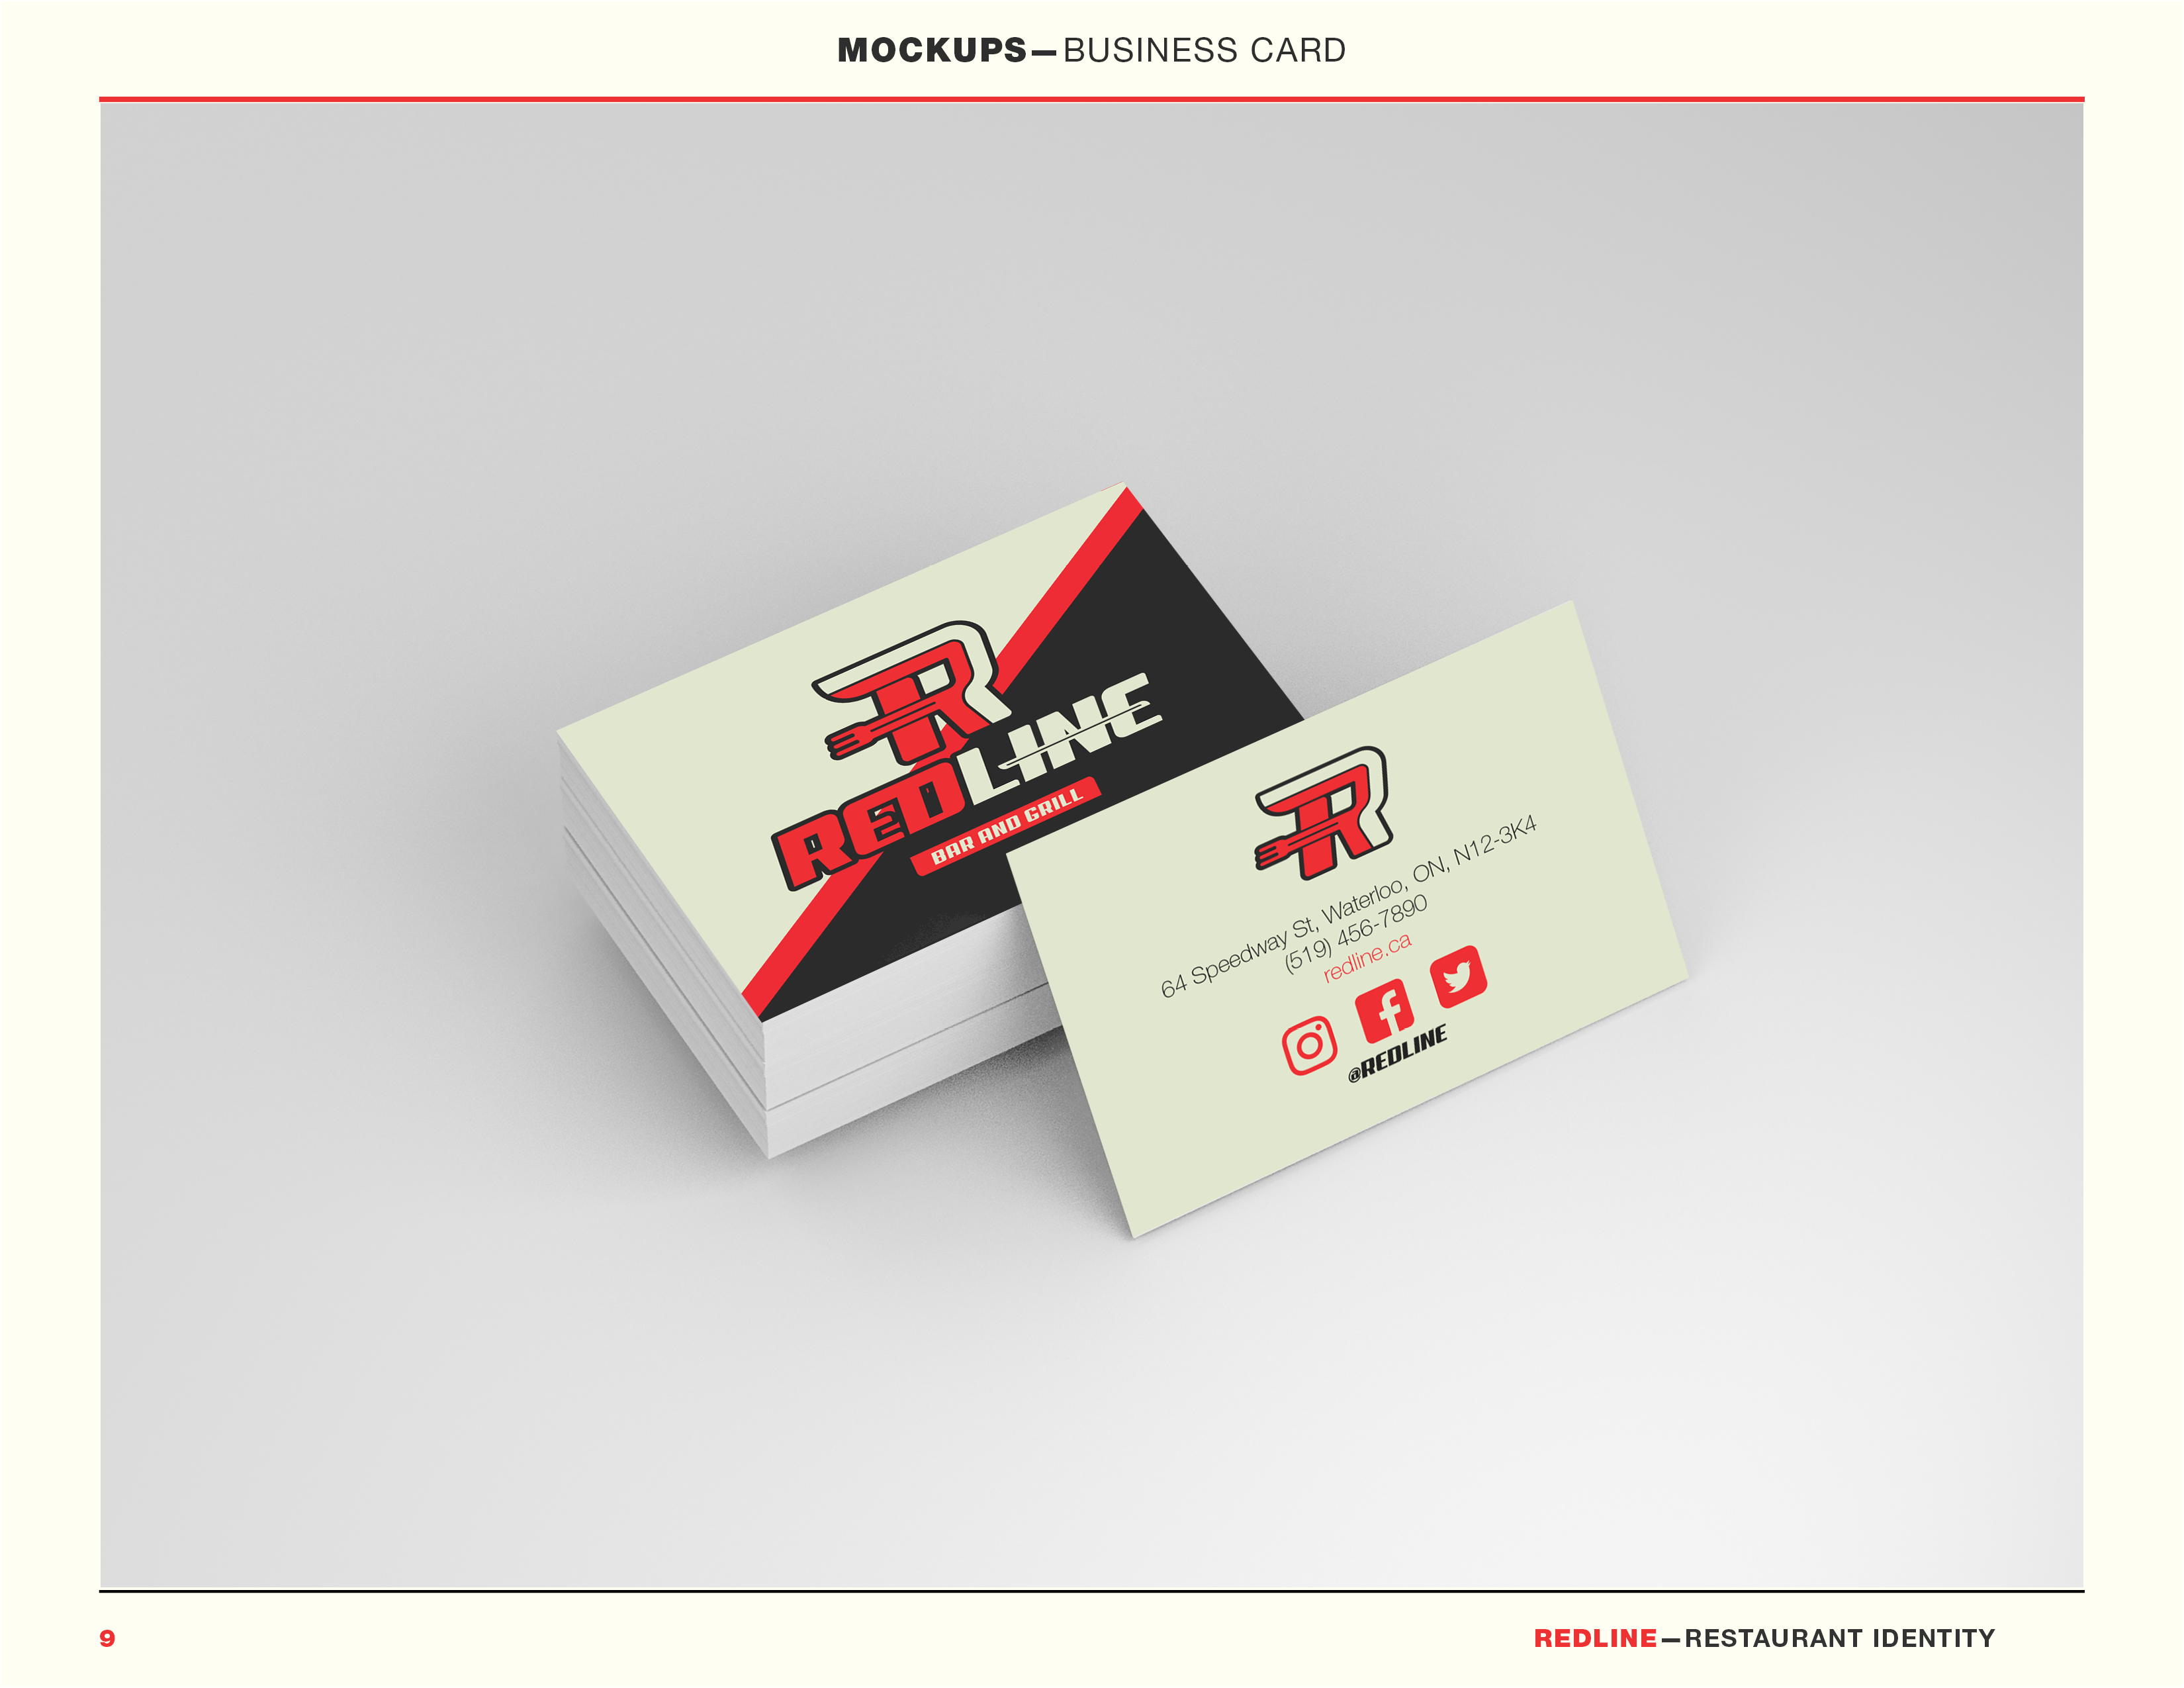 MOCKUPS—BUSINESS CARD
R
REDLINE
BAR AND GRILL
R
64 Speedway St, Waterloo, ON, N12-3K4
(519) 456-7890
redline.ca
@REDLINE
9
REDLINE—RESTAURANT IDENTITY